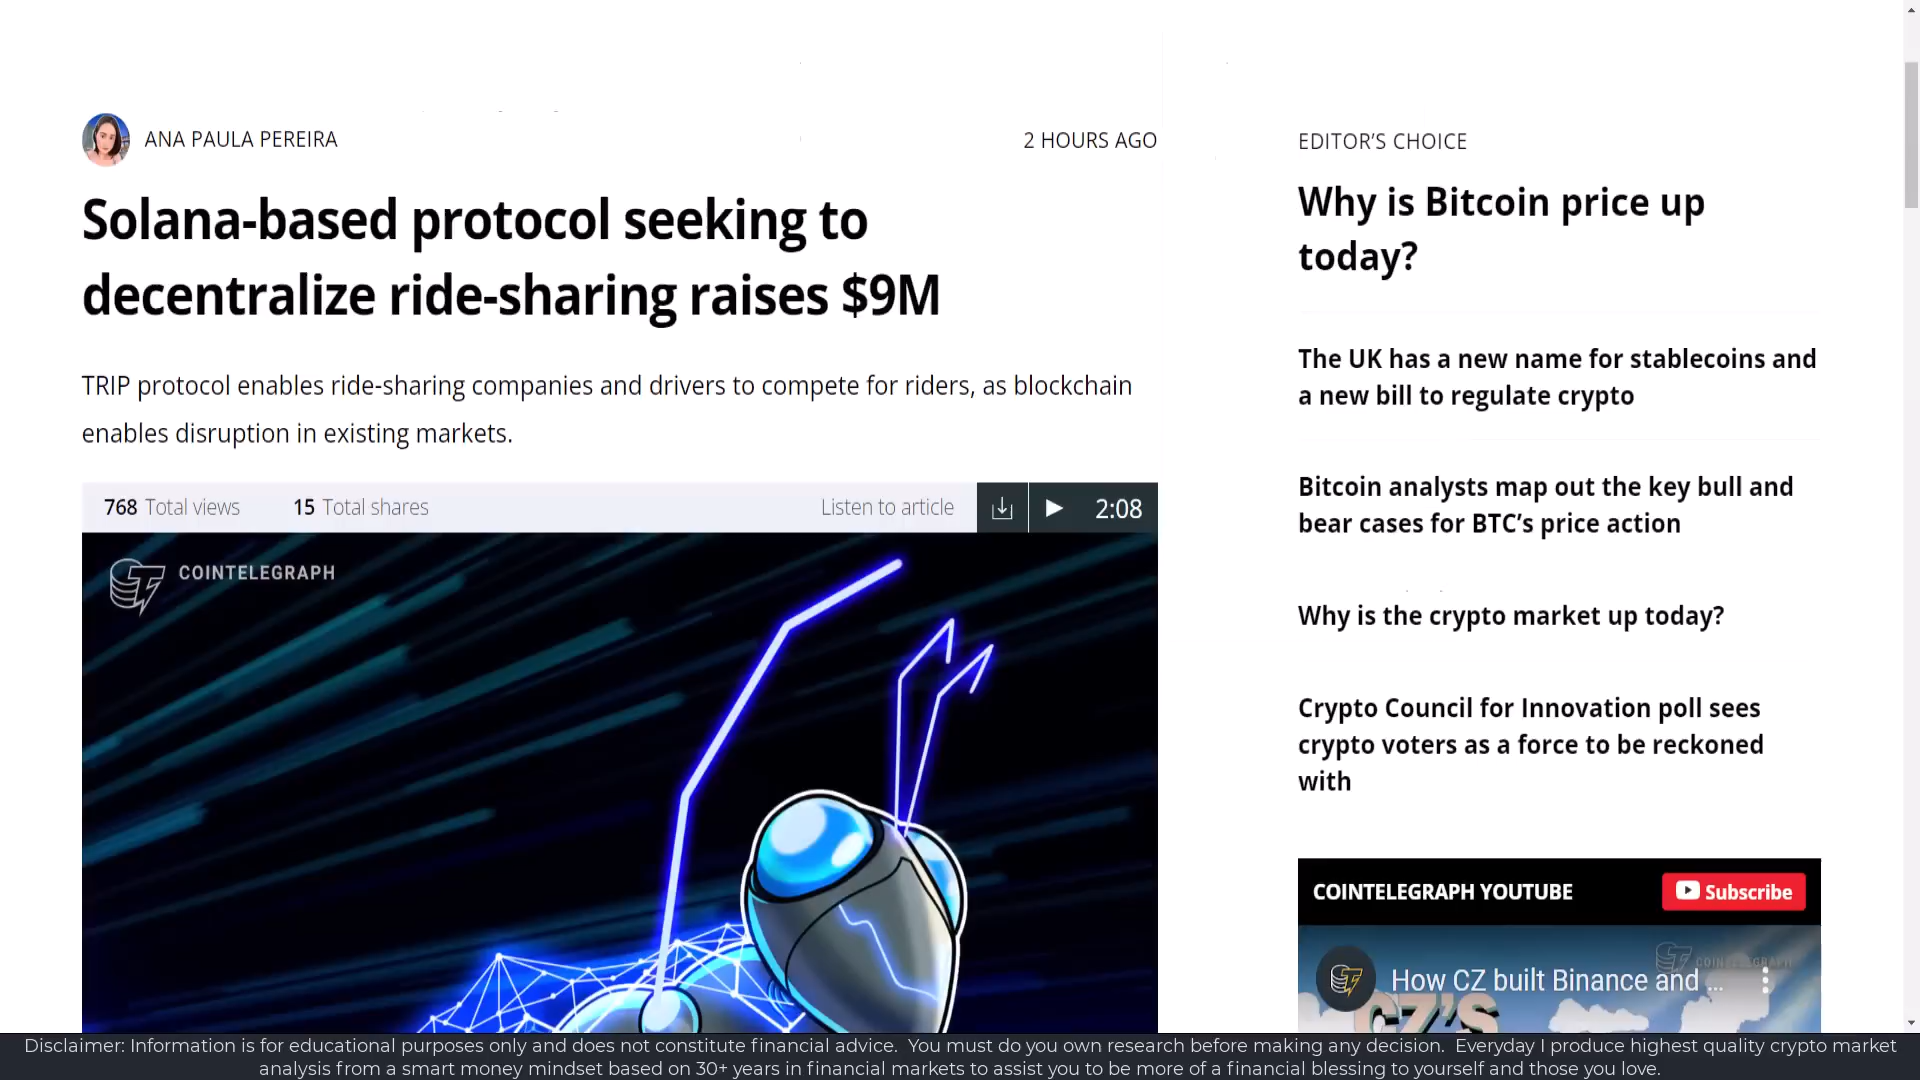 ANA PAULA PEREIRA
2 HOURS AGO
Solana-based protocol seeking to
decentralize ride-sharing raises $9M
TRIP protocol enables ride-sharing companies and drivers to compete for riders, as blockchain
enables disruption in existing markets.
768 Total views 15 Total shares Listen to article 2:08
COINTELEGRAPH
EDITOR'S CHOICE
Why is Bitcoin price up
today?
The UK has a new name for stablecoins and
a new bill to regulate crypto
Bitcoin analysts map out the key bull and
bear cases for BTC's price action
Why is the crypto market up today?
Crypto Council for Innovation poll sees
crypto voters as a force to be reckoned
with
COINTELEGRAPH YOUTUBE Subscribe
COINTELEGRAPH
How CZ built Binance and ...
CZ'S
Disclaimer: Information is for educational purposes only and does not constitute financial advice. You must do you own research before making any decision. Everyday I produce highest quality crypto market
analysis from a smart money mindset based on 30+ years in financial markets to assist you to be more of a financial blessing to yourself and those you love.